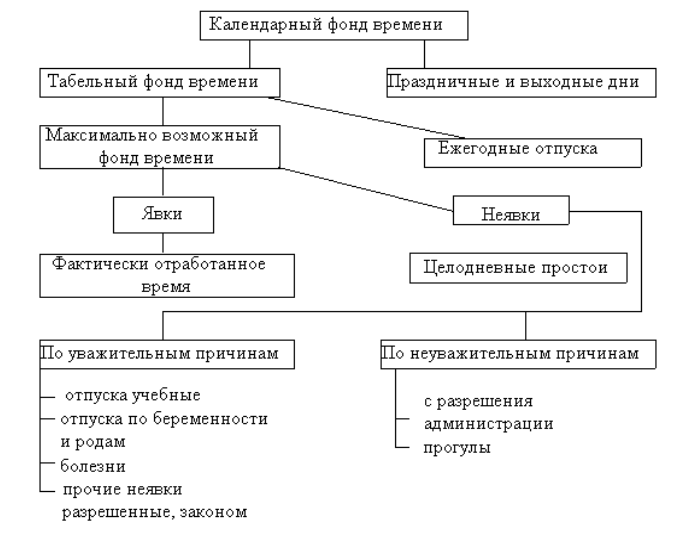 Календарный фонд времени
Табельный фонд времени
Праздничные и выходные дни
Максимально возможный
фонд времени
Ежегодные отпуска
Явки
Неявки
Фактически отработанное
время
Целодневные простои
По уважительным причинам
По неуважительным причинам
отпуска учебные
отпуска по беременности
и родам
болезни
прочие неявки
разрешенные, законом
с разрешения
администрации
прогулы